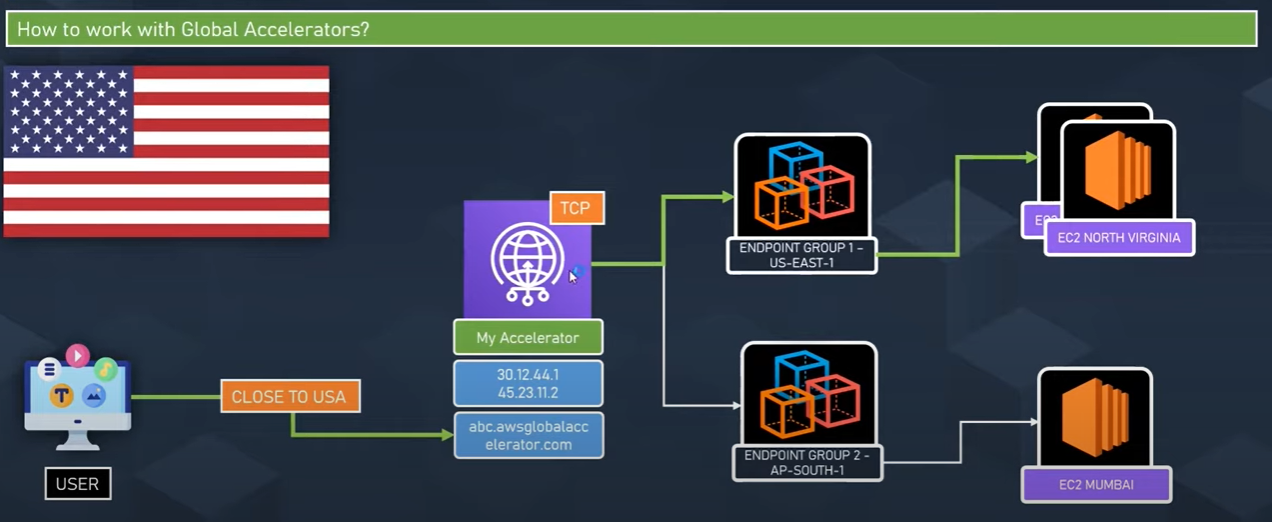 How to work with Global Accelerators?
TCP
My Accelerator
30.12.44.1
45.23.11.2
abc.awsglobalacc
elerator.com
CLOSE TO USA
USER
ENDPOINT GROUP 1 –
US-EAST-1
EC2
EC2 NORTH VIRGINIA
ENDPOINT GROUP 2 -
AP-SOUTH-1
EC2 MUMBAI